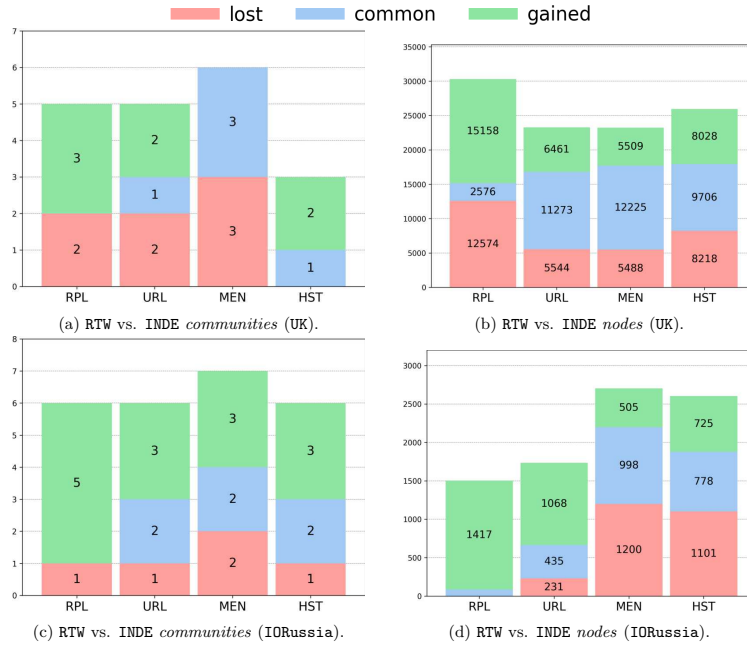 lost common gained
7
6
5
4
3
2
1
0
3 2 3 2
2 1 3 1
2
RPL URL MEN HST
(a) RTW vs. INDE communities (UK).
35000
30000
25000
20000
15000
10000
5000
0
15158 6461 5509 8028
2576 11273 12225 9706
12574 5544 5488 8218
RPL URL MEN HST
(b) RTW vs. INDE nodes (UK).
8
7
6
5
4
3
2
1
0
5 3 3 3
1 2 2 2
1 2 1
RPL URL MEN HST
(c) RTW vs. INDE communities (IORussia).
3000
2500
2000
1500
1000
500
0
1417 1068 505 725
435 998 778
231 1200 1101
RPL URL MEN HST
(d) RTW vs. INDE nodes (IORussia).